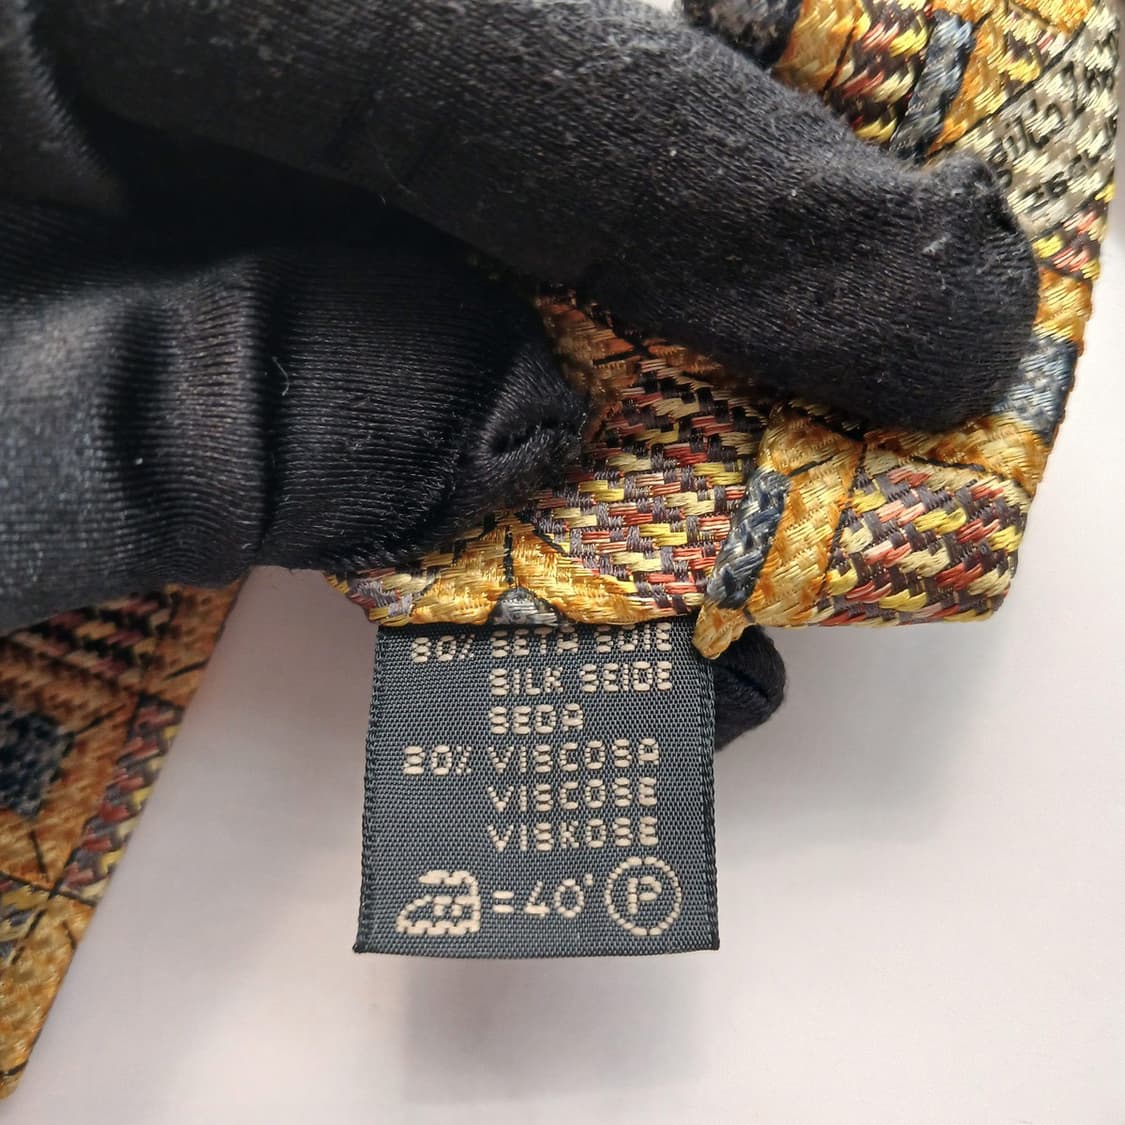 80% SETA SOIE
SILK SEIDE
SEDA
20% VISCOSA
VISCOSE
VISKOSE
=40° P